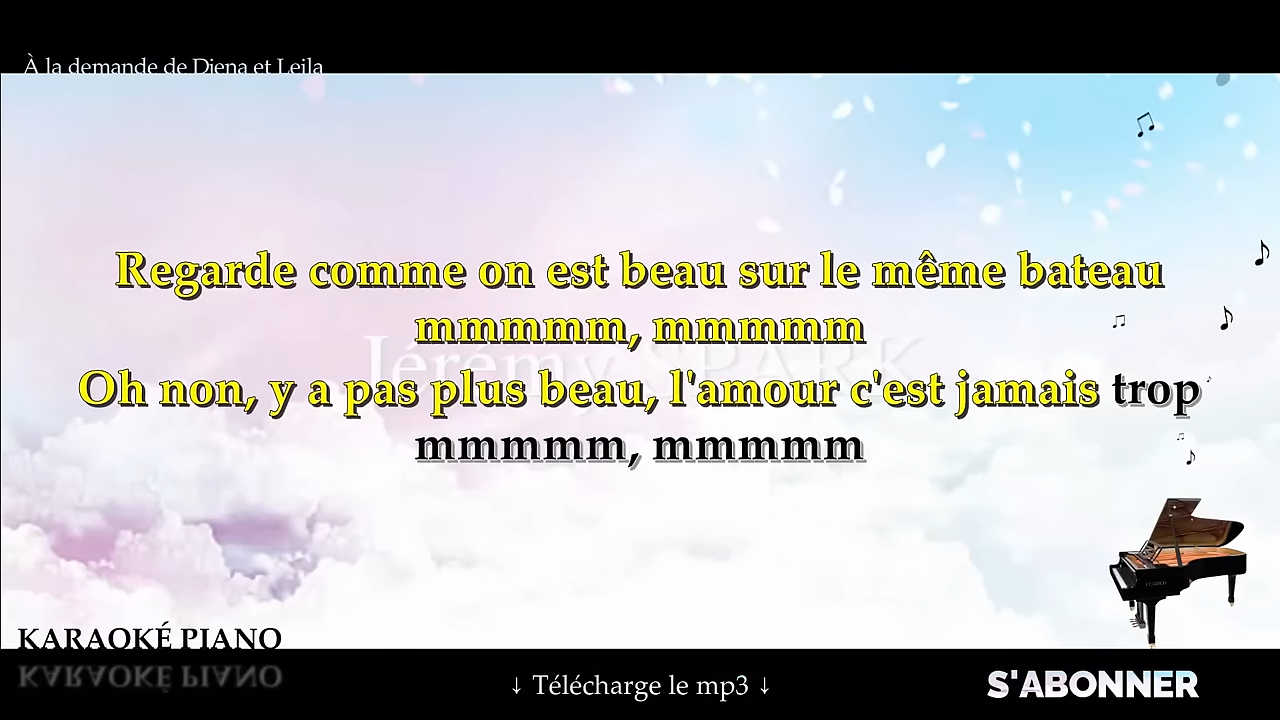 À la demande de Diena et Leila
Regarde comme on est beau sur le même bateau
mmmmm, mmmmm
Jérémy SPARK
Oh non, y a pas plus beau, l'amour c'est jamais trop
mmmmm, mmmmm
KARAOKÉ PIANO
↓ Télécharge le mp3 ↓
S'ABONNER